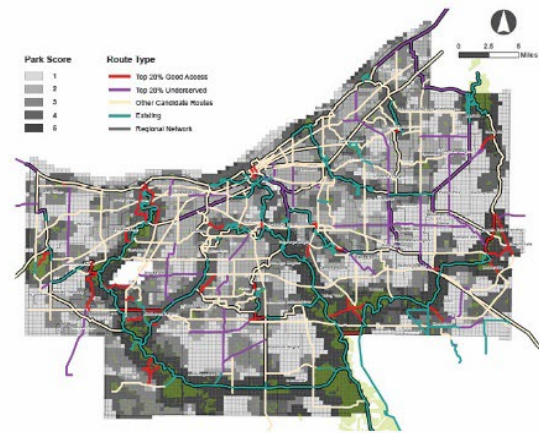 Park Score
1
2
3
4
5
Route Type
Top 20% Good Access
Top 20% Underserved
Other Candidate Routes
Existing
Regional Network
0 2.5 5
Miles